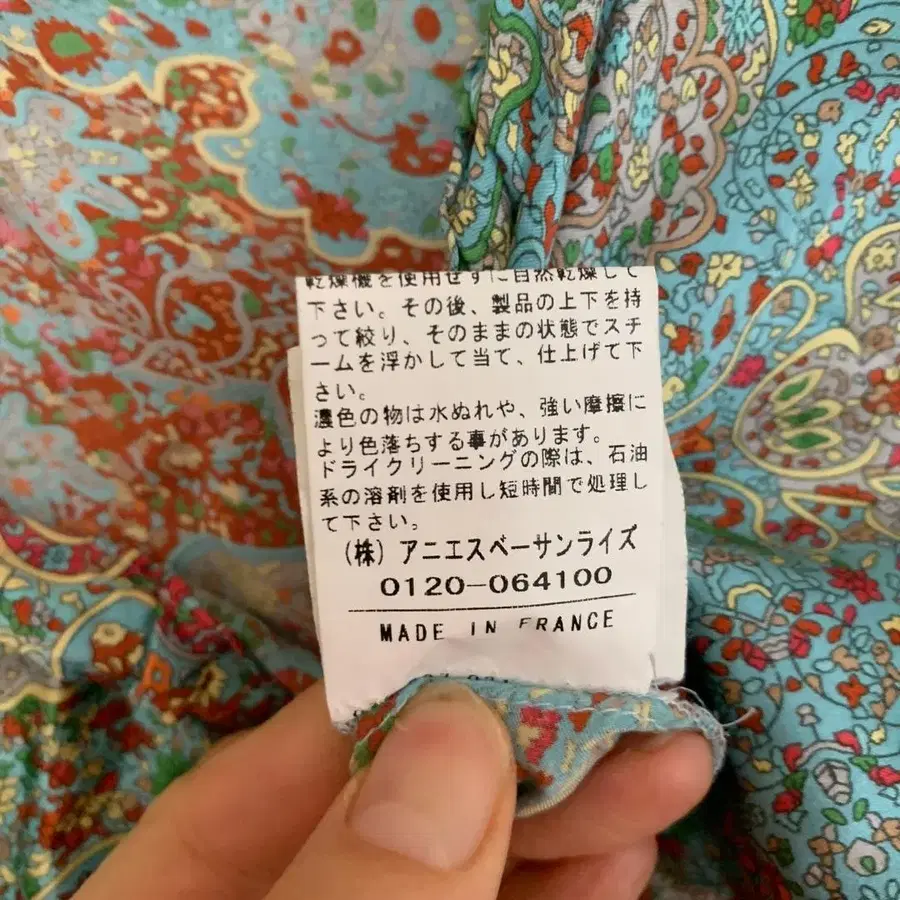 乾燥機を使用せずに自然乾燥して
下さい。その後、製品の上下を持
って絞り、そのままの状態でスチ
ームを浮かして当て、仕上げて下
さい。
濃色の物は水ぬれや、強い摩擦に
より色落ちする事があります。
ドライクリーニングの際は、石油
系の溶剤を使用し短時間で処理し
て下さい。
(株)アニエスベーサンライズ
0120-064100
MADE IN FRANCE